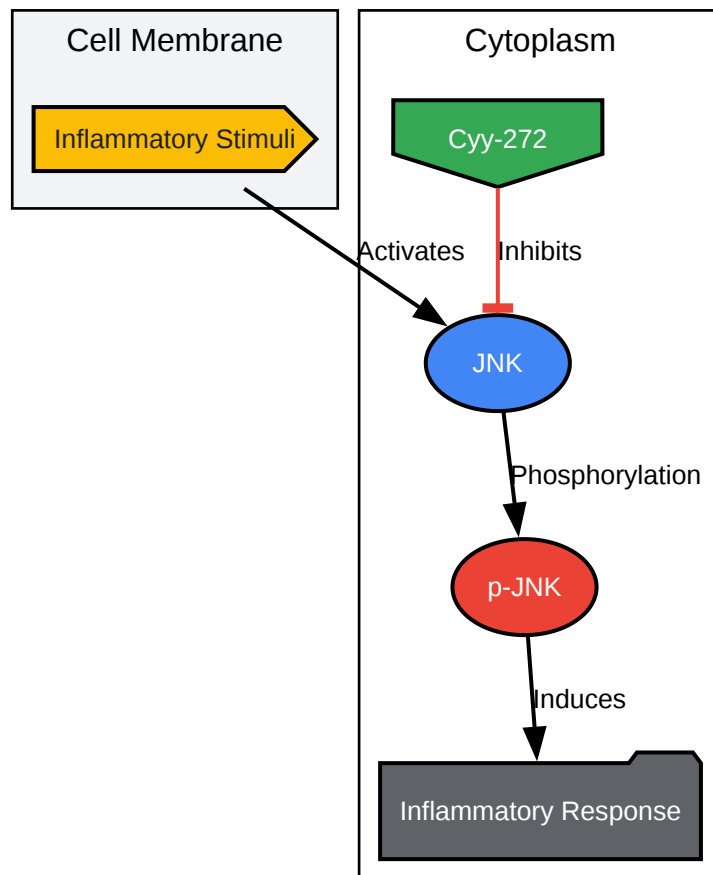 Cell Membrane
Cytoplasm
Inflammatory Stimuli
Cyy-272
Activates
Inhibits
JNK
Phosphorylation
p-JNK
Induces
Inflammatory Response